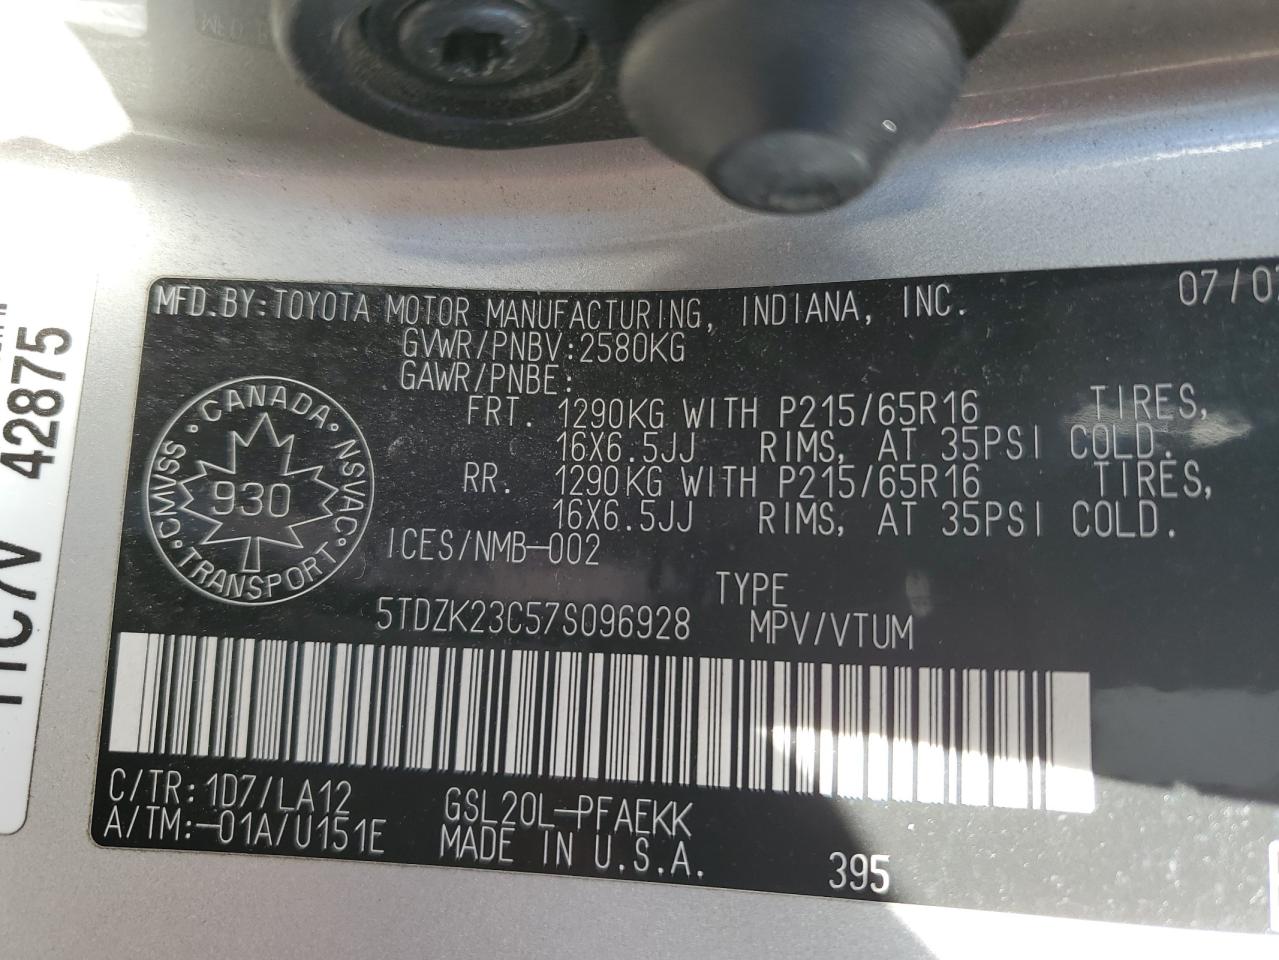 MFD.BY:TOYOTA MOTOR MANUFACTURING, INDIANA, INC. 07/07
GVWR/PNBV:2580KG
GAWR/PNBE:
FRT. 1290KG WITH P215/65R16 TIRES,
16X6.5JJ RIMS, AT 35PSI COLD.
RR. 1290KG WITH P215/65R16 TIRES,
16X6.5JJ RIMS, AT 35PSI COLD.
ICES/NMB-002
CANADA
NSVAC
TRANSPORT
CMVSS
930
TYPE
5TDZK23C57S096928 MPV/VTUM
C/TR: 1D7/LA12 GSL20L-PFAEKK
A/TM:-01A/U151E MADE IN U.S.A. 395
42875